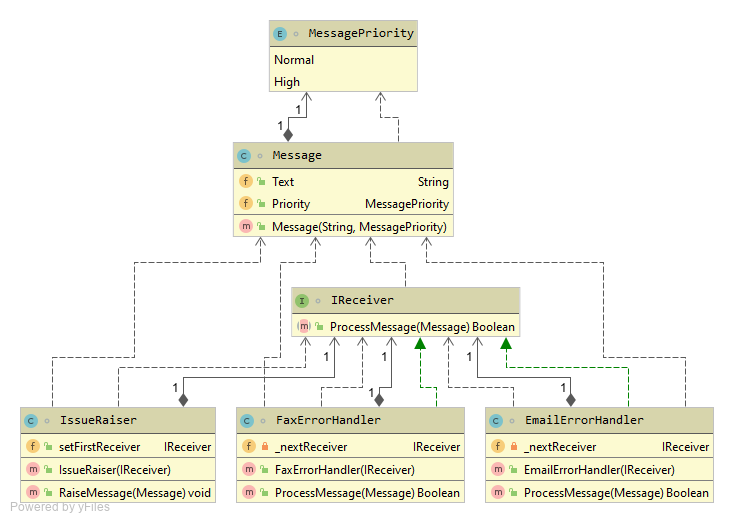 E MessagePriority
Normal
High
1
1
C Message
f Text String
f Priority MessagePriority
m Message(String, MessagePriority)
I IReceiver
m ProcessMessage(Message) Boolean
1 1 1
1 1 1
C IssueRaiser
f setFirstReceiver IReceiver
m IssueRaiser(IReceiver)
m RaiseMessage(Message) void
C FaxErrorHandler
f _nextReceiver IReceiver
m FaxErrorHandler(IReceiver)
m ProcessMessage(Message) Boolean
C EmailErrorHandler
f _nextReceiver IReceiver
m EmailErrorHandler(IReceiver)
m ProcessMessage(Message) Boolean
Powered by yFiles